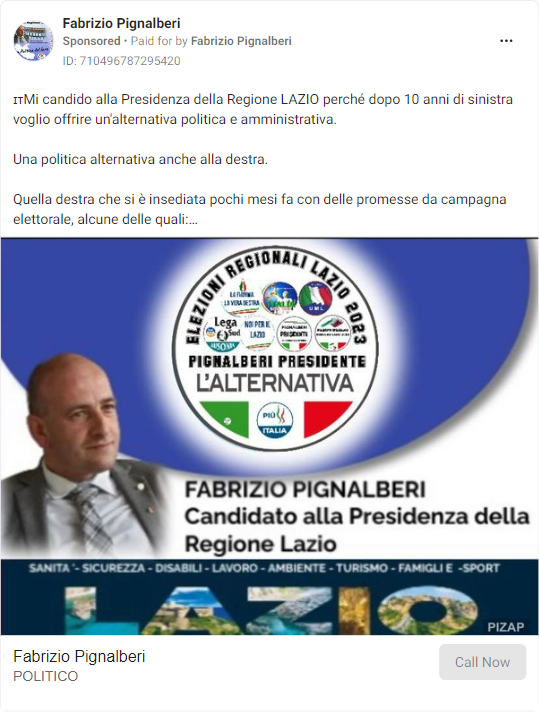 Fabrizio Pignalberi
Sponsored • Paid for by Fabrizio Pignalberi
ID: 710496787295420
ITMi candido alla Presidenza della Regione LAZIO perché dopo 10 anni di sinistra
voglio offrire un'alternativa politica e amministrativa.
Una politica alternativa anche alla destra.
Quella destra che si è insediata pochi mesi fa con delle promesse da campagna
elettorale, alcune delle quali:...
ELEZIONI REGIONALI LAZIO 2023
LA FIAMMA
LA VERA DESTRA
ITALIA
UML
Lega
Sud
AUSONIA
NOI PER IL
LAZIO
PIGNALBERI
PRESIDENTE
PIGNALBERI PRESIDENTE
L'ALTERNATIVA
PIÙ
ITALIA
FABRIZIO PIGNALBERI
Candidato alla Presidenza della
Regione Lazio
SANITA'- SICUREZZA - DISABILI - LAVORO - AMBIENTE - TURISMO - FAMIGLIE -SPORT
LAZIO
PIZAP
Fabrizio Pignalberi
POLITICO
Call Now